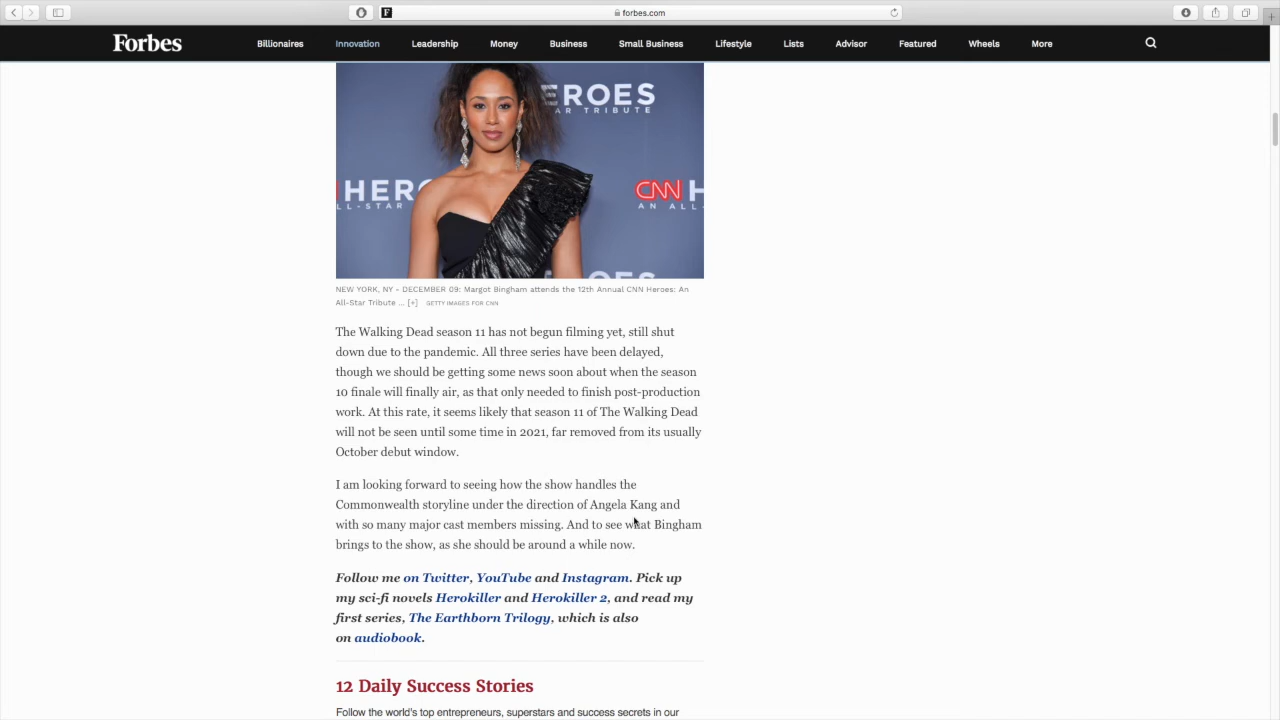 forbes.com
Forbes
Billionaires Innovation Leadership Money Business Small Business Lifestyle Lists Advisor Featured Wheels More
EROES
AR TRIBUTE
HERO
LL-STAR
CNN H
AN ALL-
NEW YORK, NY - DECEMBER 09: Margot Bingham attends the 12th Annual CNN Heroes: An
All-Star Tribute ... [+] GETTY IMAGES FOR CNN
The Walking Dead season 11 has not begun filming yet, still shut
down due to the pandemic. All three series have been delayed,
though we should be getting some news soon about when the season
10 finale will finally air, as that only needed to finish post-production
work. At this rate, it seems likely that season 11 of The Walking Dead
will not be seen until some time in 2021, far removed from its usually
October debut window.
I am looking forward to seeing how the show handles the
Commonwealth storyline under the direction of Angela Kang and
with so many major cast members missing. And to see what Bingham
brings to the show, as she should be around a while now.
Follow me on Twitter, YouTube and Instagram. Pick up
my sci-fi novels Herokiller and Herokiller 2, and read my
first series, The Earthborn Trilogy, which is also
on audiobook.
12 Daily Success Stories
Follow the world's top entrepreneurs, superstars and success secrets in our